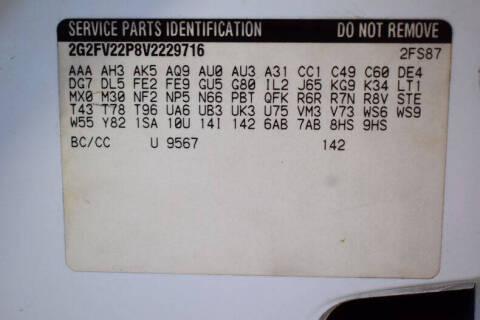 SERVICE PARTS IDENTIFICATION DO NOT REMOVE
2G2FV22P8V2229716 2FS87
AAA AH3 AK5 AQ9 AU0 AU3 A31 CC1 C49 C60 DE4
DG7 DL5 FE2 FE9 GU5 G80 IL2 J65 KG9 K34 LT1
MX0 M30 NF2 NP5 N66 PBT QFK R6R R7N R8V STE
T43 T78 T96 UA6 UB3 UK3 U75 VM3 V73 WS6 WS9
W55 Y82 1SA 10U 14I 142 6AB 7AB 8HS 9HS
BC/CC U 9567 142